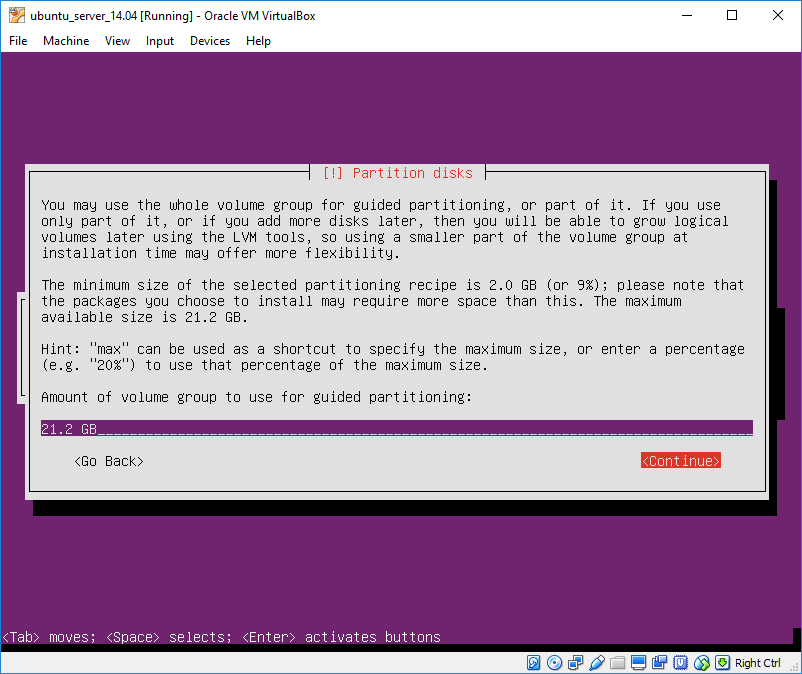 ubuntu_server_14.04 [Running] - Oracle VM VirtualBox
File Machine View Input Devices Help
[!] Partition disks
You may use the whole volume group for guided partitioning, or part of it. If you use
only part of it, or if you add more disks later, then you will be able to grow logical
volumes later using the LVM tools, so using a smaller part of the volume group at
installation time may offer more flexibility.
The minimum size of the selected partitioning recipe is 2.0 GB (or 9%); please note that
the packages you choose to install may require more space than this. The maximum
available size is 21.2 GB.
Hint: "max" can be used as a shortcut to specify the maximum size, or enter a percentage
(e.g. "20%") to use that percentage of the maximum size.
Amount of volume group to use for guided partitioning:
21.2 GB
<Go Back> <Continue>
<Tab> moves; <Space> selects; <Enter> activates buttons
Right Ctrl